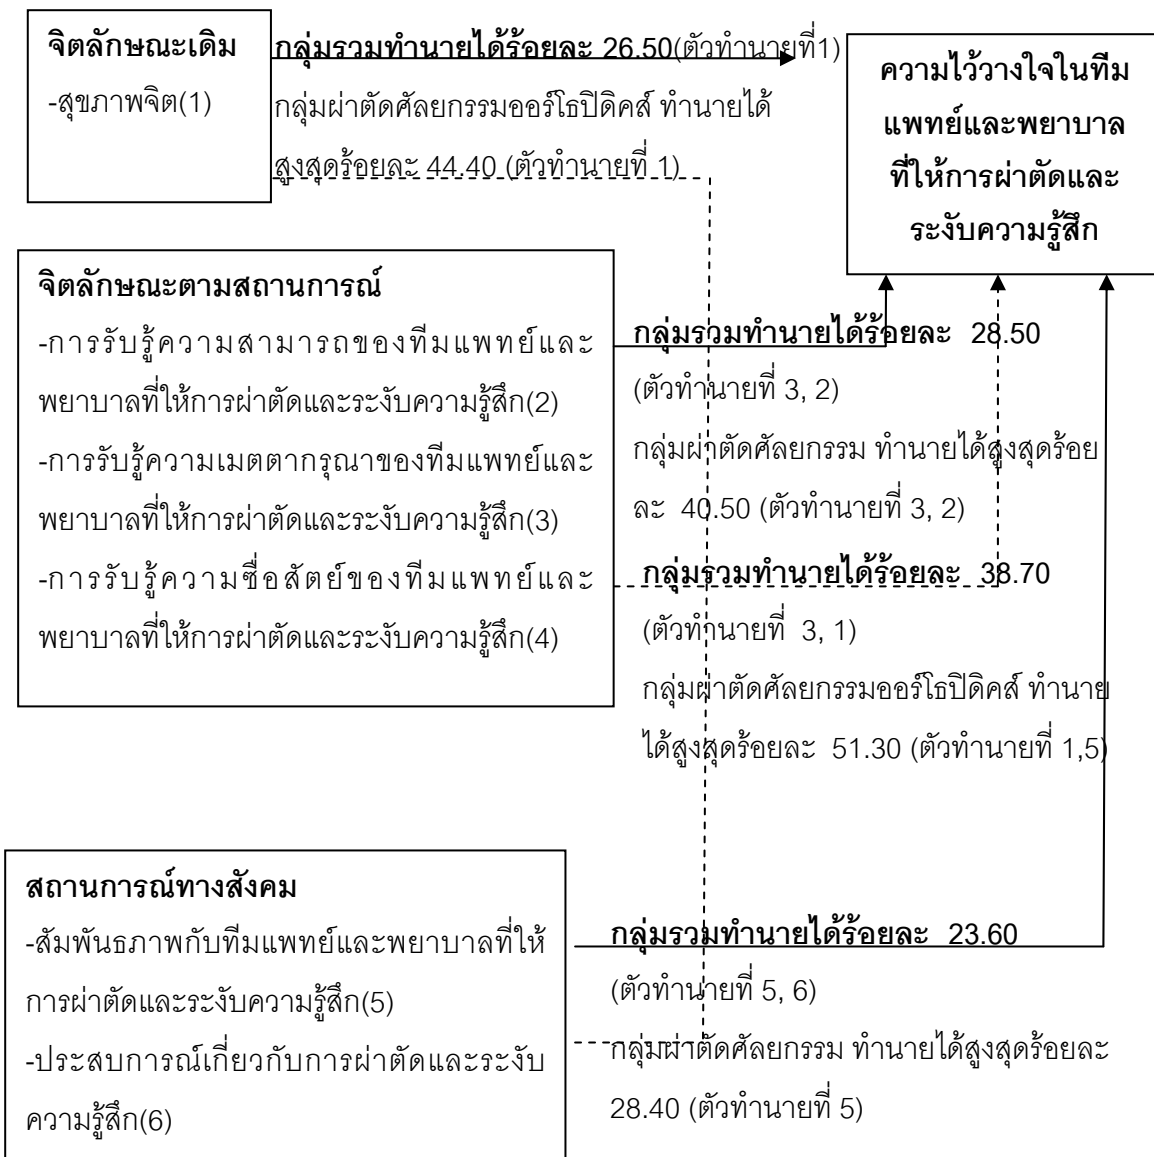 จิตลักษณะเดิม
-สุขภาพจิต(1)
กลุ่มรวมทำนายได้ร้อยละ 26.50(ตัวทำนายที่1)
กลุ่มผ่าตัดศัลยกรรมออร์โธปิดิคส์ ทำนายได้
สูงสุดร้อยละ 44.40 (ตัวทำนายที่ 1)
ความไว้วางใจในทีม
แพทย์และพยาบาล
ที่ให้การผ่าตัดและ
ระงับความรู้สึก
จิตลักษณะตามสถานการณ์
-การรับรู้ความสามารถของทีมแพทย์และ
พยาบาลที่ให้การผ่าตัดและระงับความรู้สึก(2)
-การรับรู้ความเมตตากรุณาของทีมแพทย์และ
พยาบาลที่ให้การผ่าตัดและระงับความรู้สึก(3)
-การรับรู้ความซื่อสัตย์ของทีมแพทย์และ
พยาบาลที่ให้การผ่าตัดและระงับความรู้สึก(4)
กลุ่มรวมทำนายได้ร้อยละ 28.50
(ตัวทำนายที่ 3, 2)
กลุ่มผ่าตัดศัลยกรรม ทำนายได้สูงสุดร้อย
ละ 40.50 (ตัวทำนายที่ 3, 2)
กลุ่มรวมทำนายได้ร้อยละ 38.70
(ตัวทำนายที่ 3, 1)
กลุ่มผ่าตัดศัลยกรรมออร์โธปิดิคส์ ทำนาย
ได้สูงสุดร้อยละ 51.30 (ตัวทำนายที่ 1,5)
สถานการณ์ทางสังคม
-สัมพันธภาพกับทีมแพทย์และพยาบาลที่ให้
การผ่าตัดและระงับความรู้สึก(5)
-ประสบการณ์เกี่ยวกับการผ่าตัดและระงับ
ความรู้สึก(6)
กลุ่มรวมทำนายได้ร้อยละ 23.60
(ตัวทำนายที่ 5, 6)
กลุ่มผ่าตัดศัลยกรรม ทำนายได้สูงสุดร้อยละ
28.40 (ตัวทำนายที่ 5)